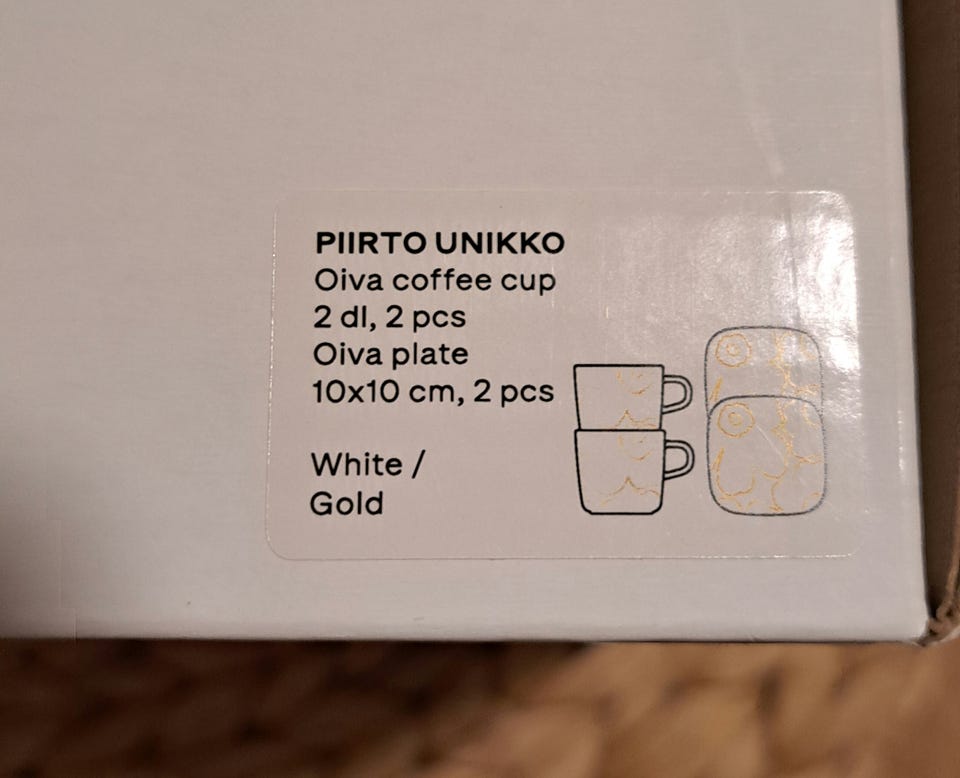 PIIRTO UNIKKO
Oiva coffee cup
2 dl, 2 pcs
Oiva plate
10x10 cm, 2 pcs
White /
Gold